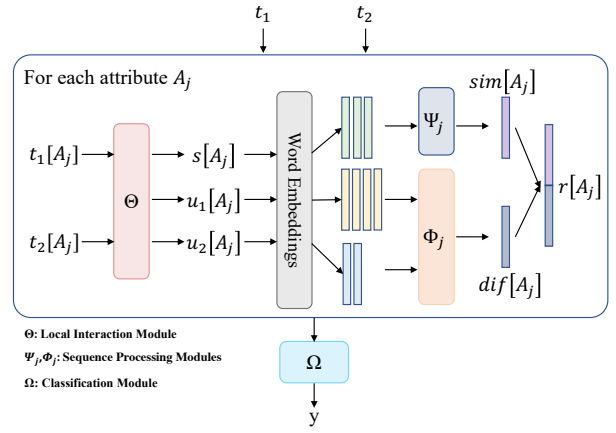 t₁ t₂
For each attribute Aⱼ
sim[Aⱼ]
t₁[Aⱼ] s[Aⱼ] Ψⱼ
Θ u₁[Aⱼ] Word Embeddings r[Aⱼ]
t₂[Aⱼ] u₂[Aⱼ] Φⱼ
dif[Aⱼ]
Θ: Local Interaction Module
Ψⱼ,Φⱼ: Sequence Processing Modules
Ω: Classification Module
Ω
y